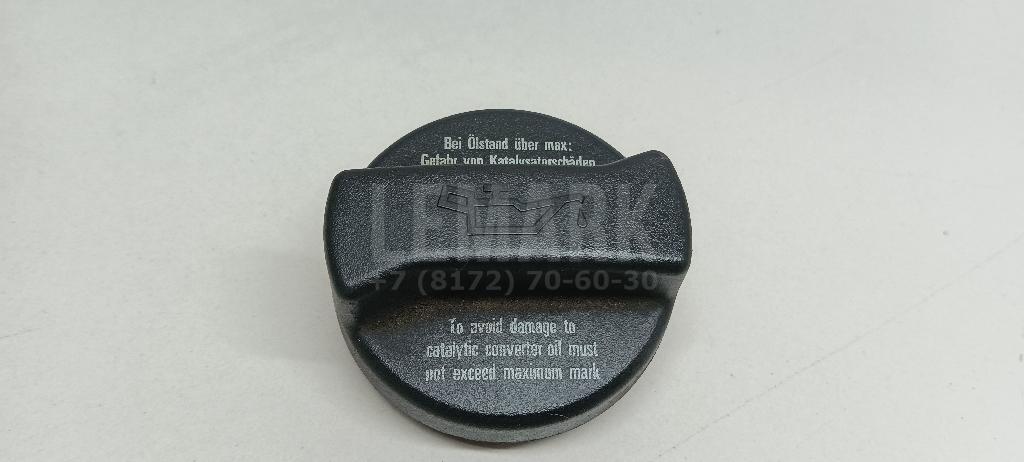 Bei Ölstand über max:
Gefahr von Katalysatorschäden
LEMARK
+7 (8172) 70-60-30
To avoid damage to
catalytic converter oil must
not exceed maximum mark